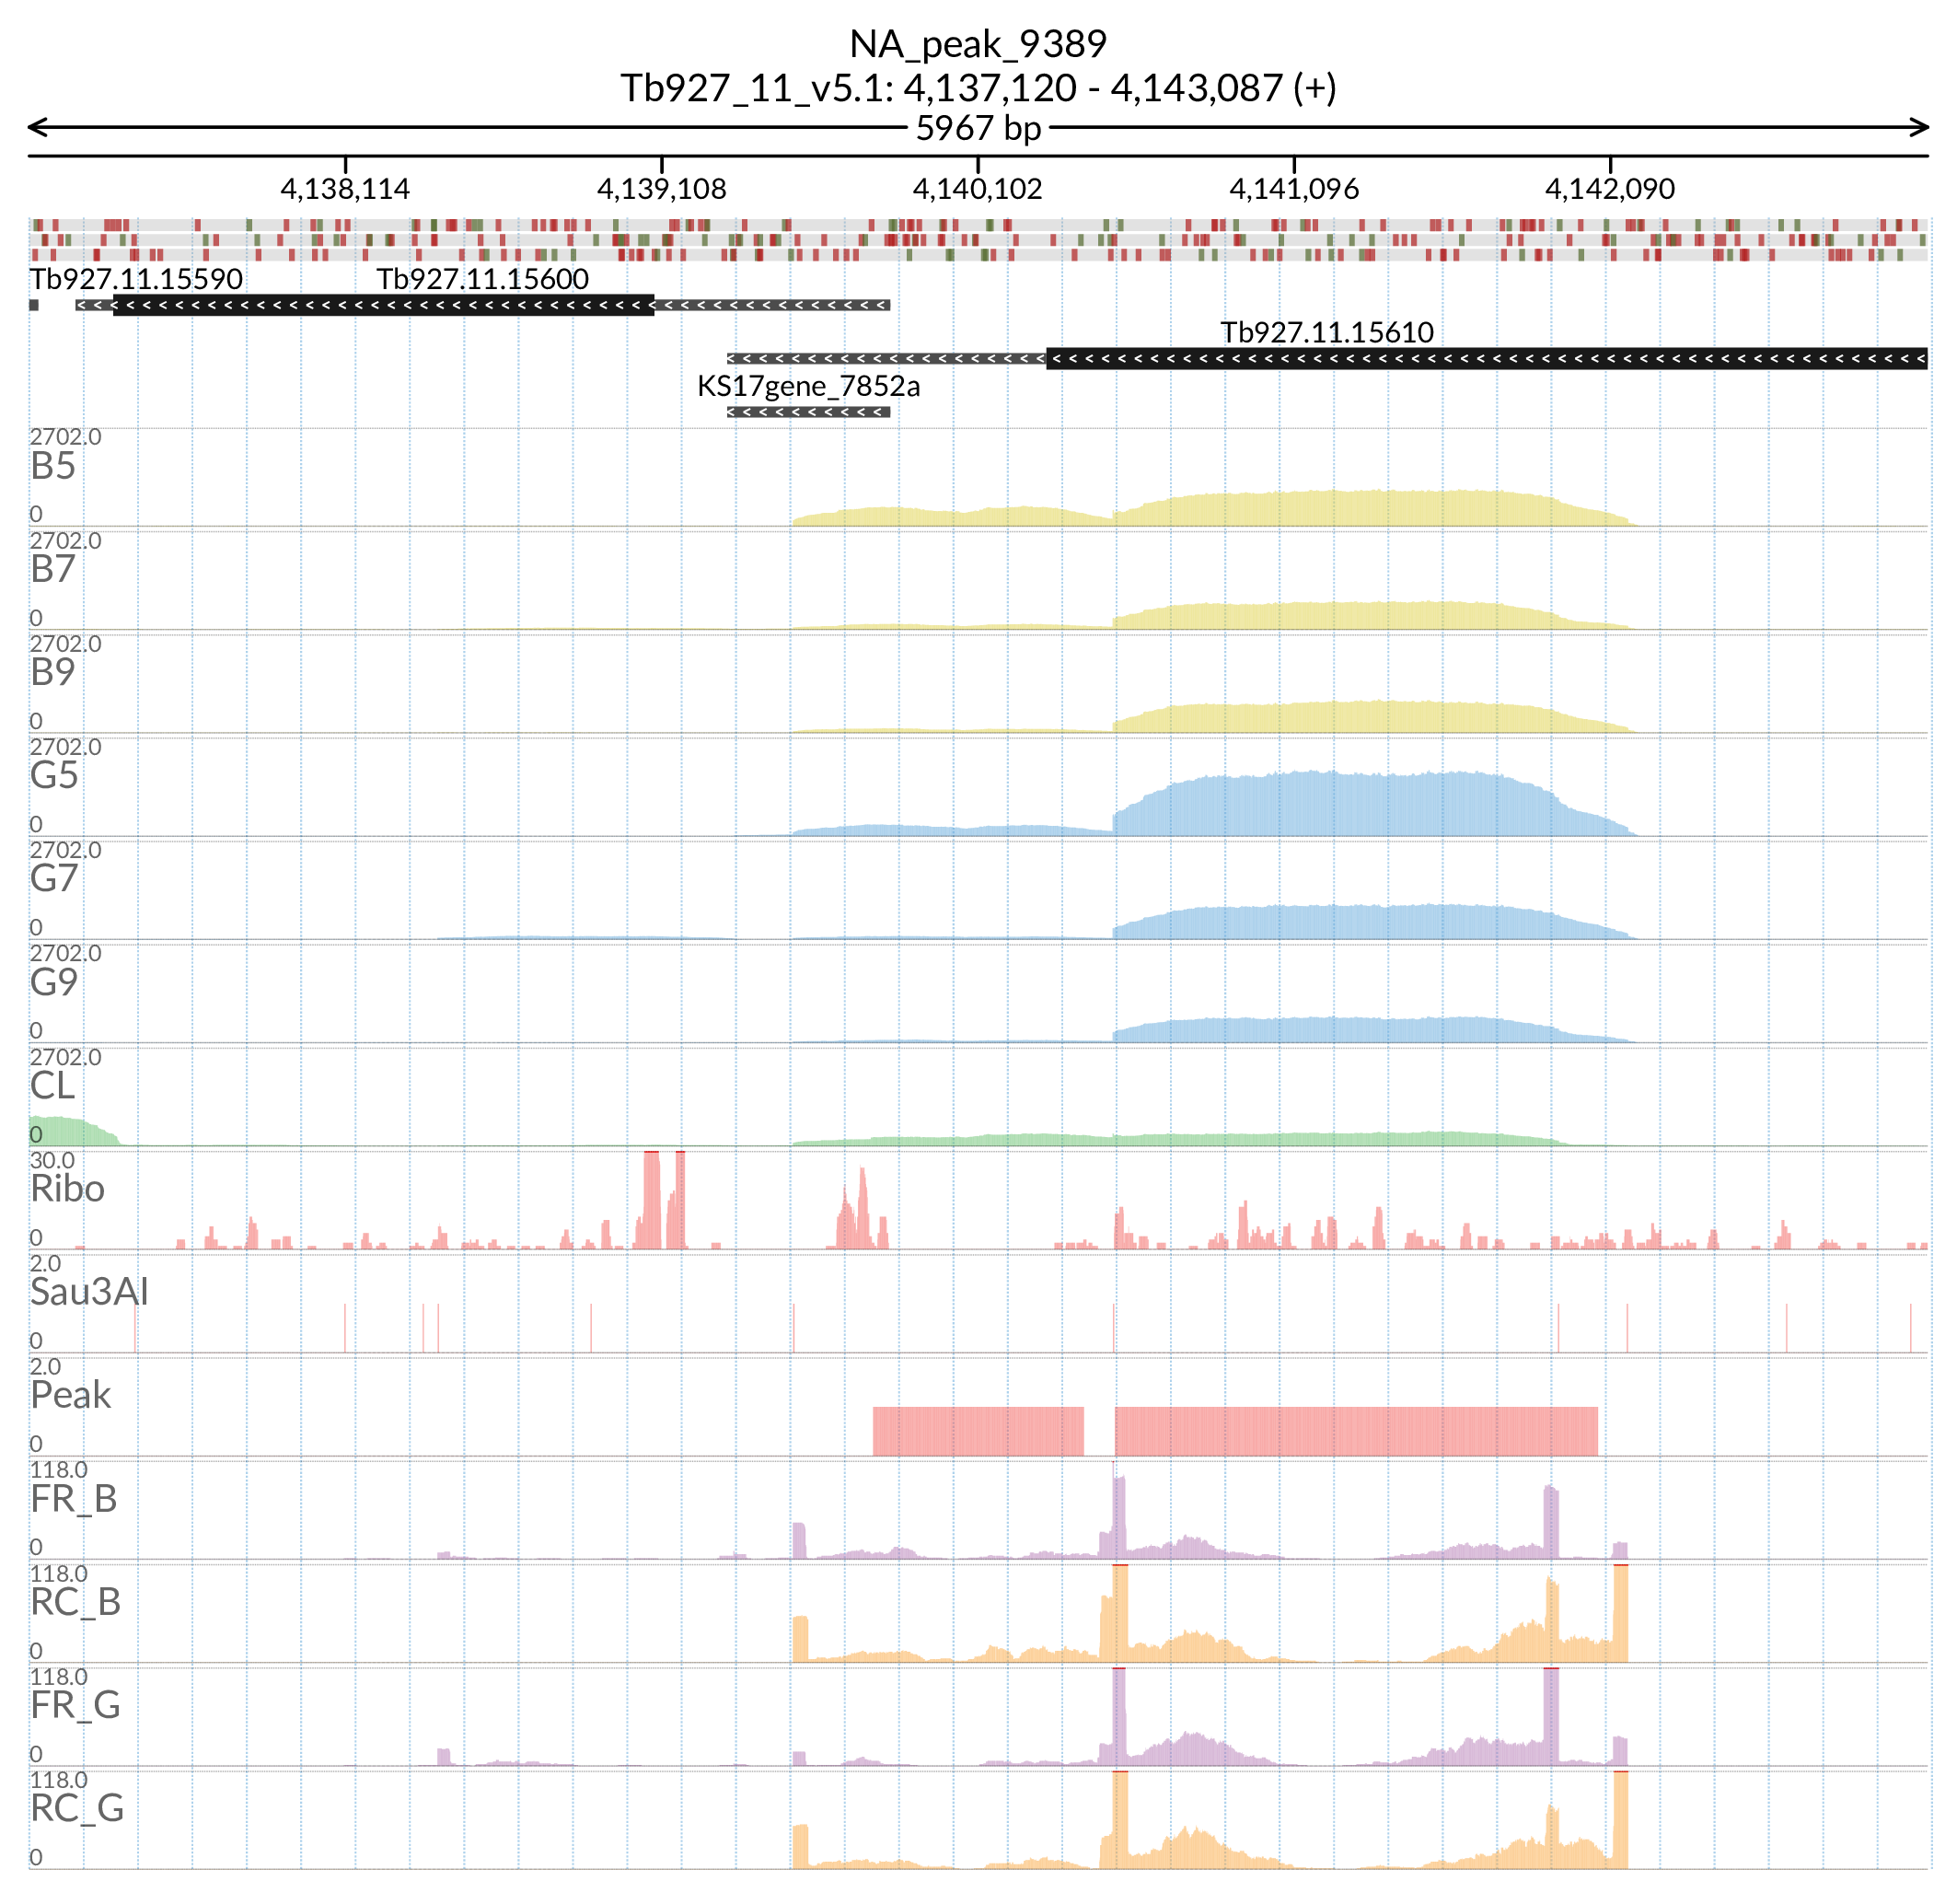 NA_peak_9389
Tb927_11_v5.1: 4,137,120 - 4,143,087 (+)
5967 bp
4,138,114 4,139,108 4,140,102 4,141,096 4,142,090
Tb927.11.15590 Tb927.11.15600
Tb927.11.15610
KS17gene_7852a
2702.0
B5
0
2702.0
B7
0
2702.0
B9
0
2702.0
G5
0
2702.0
G7
0
2702.0
G9
0
2702.0
CL
0
30.0
Ribo
0
2.0
Sau3AI
0
2.0
Peak
0
118.0
FR_B
0
118.0
RC_B
0
118.0
FR_G
0
118.0
RC_G
0